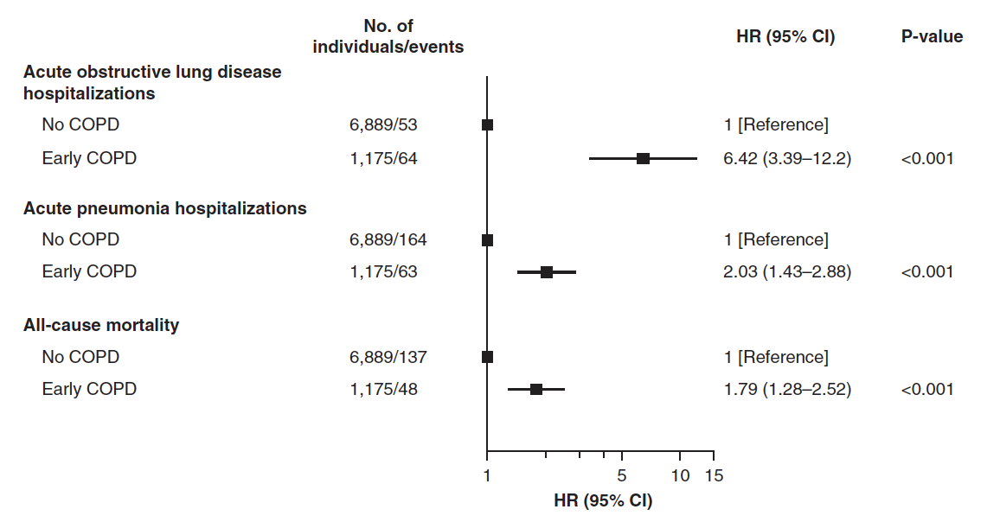 No. of
individuals/events
HR (95% CI)
P-value
Acute obstructive lung disease
hospitalizations
No COPD 6,889/53 1 [Reference]
Early COPD 1,175/64 6.42 (3.39–12.2) <0.001
Acute pneumonia hospitalizations
No COPD 6,889/164 1 [Reference]
Early COPD 1,175/63 2.03 (1.43–2.88) <0.001
All-cause mortality
No COPD 6,889/137 1 [Reference]
Early COPD 1,175/48 1.79 (1.28–2.52) <0.001
1 5 10 15
HR (95% CI)